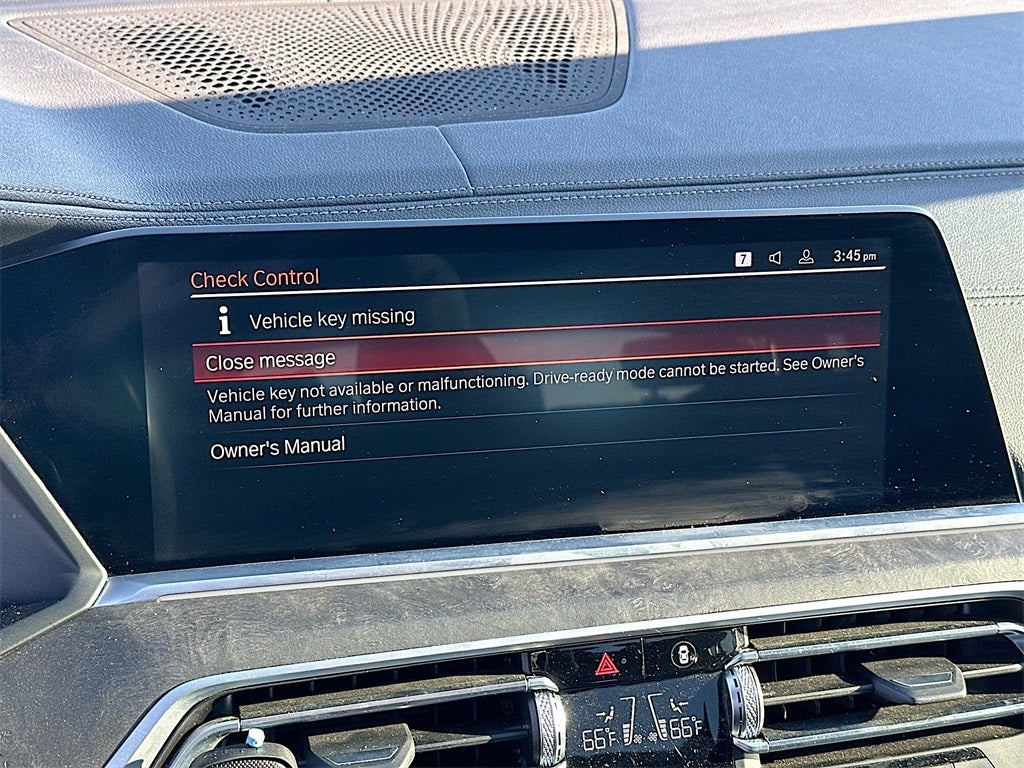 7 3:45 pm
Check Control
i Vehicle key missing
Close message
Vehicle key not available or malfunctioning. Drive-ready mode cannot be started. See Owner's
Manual for further information.
Owner's Manual
66°F 66°F